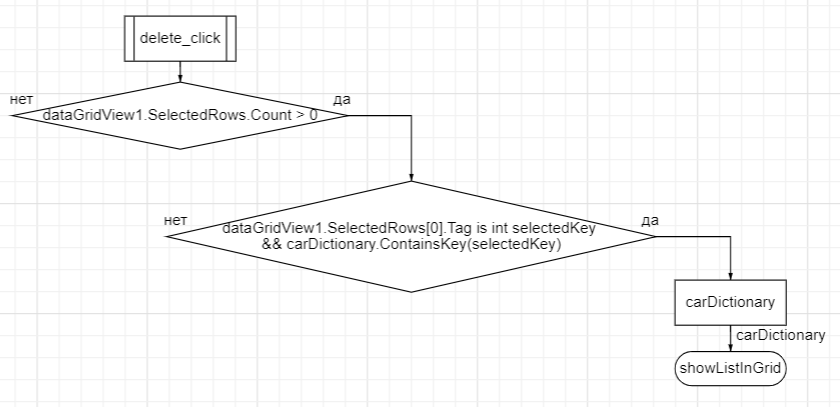 delete_click
нет
да
dataGridView1.SelectedRows.Count > 0
нет
да
dataGridView1.SelectedRows[0].Tag is int selectedKey
&& carDictionary.ContainsKey(selectedKey)
carDictionary
carDictionary
showListInGrid